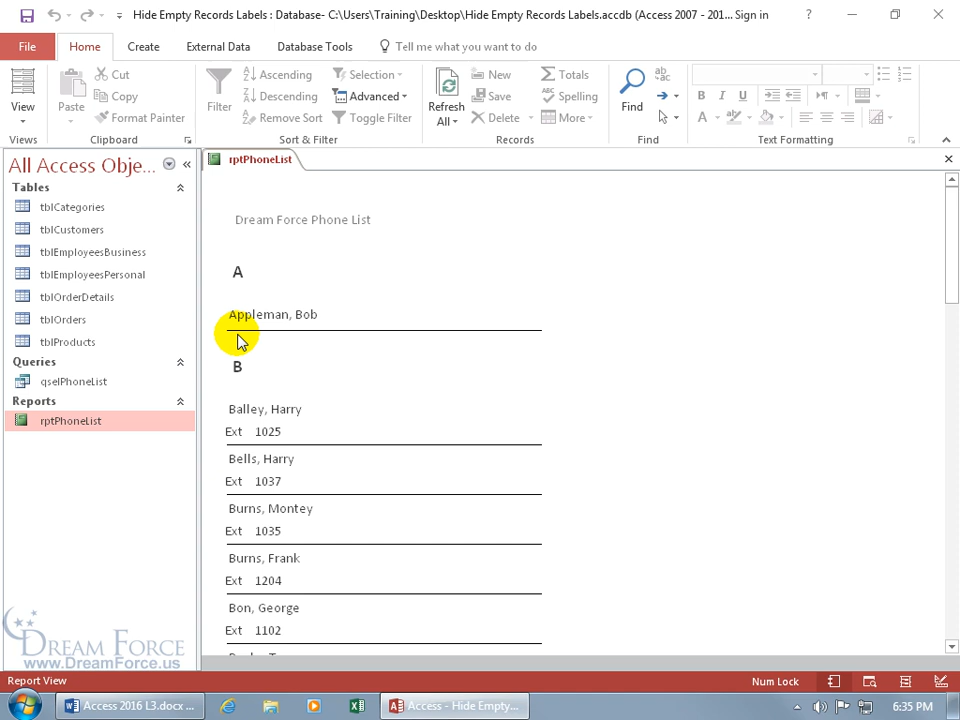 Hide Empty Records Labels : Database- C:\Users\Training\Desktop\Hide Empty Records Labels.accdb (Access 2007 - 201... Sign in ?
File Home Create External Data Database Tools Tell me what you want to do
View
Views
Paste
Cut
Copy
Format Painter
Clipboard
Filter
Ascending
Descending
Remove Sort
Selection
Advanced
Toggle Filter
Sort & Filter
Refresh
All
New
Save
Delete
Totals
Spelling
More
Records
Find
Find
B I U
A
Text Formatting
All Access Obje...
Tables
tblCategories
tblCustomers
tblEmployeesBusiness
tblEmployeesPersonal
tblOrderDetails
tblOrders
tblProducts
Queries
qselPhoneList
Reports
rptPhoneList
rptPhoneList
Dream Force Phone List
A
Appleman, Bob
B
Balley, Harry
Ext 1025
Bells, Harry
Ext 1037
Burns, Montey
Ext 1035
Burns, Frank
Ext 1204
Bon, George
Ext 1102
DREAM FORCE
www.DreamForce.us
Report View
Num Lock
Access 2016 L3.docx ...
Access - Hide Empty...
6:35 PM